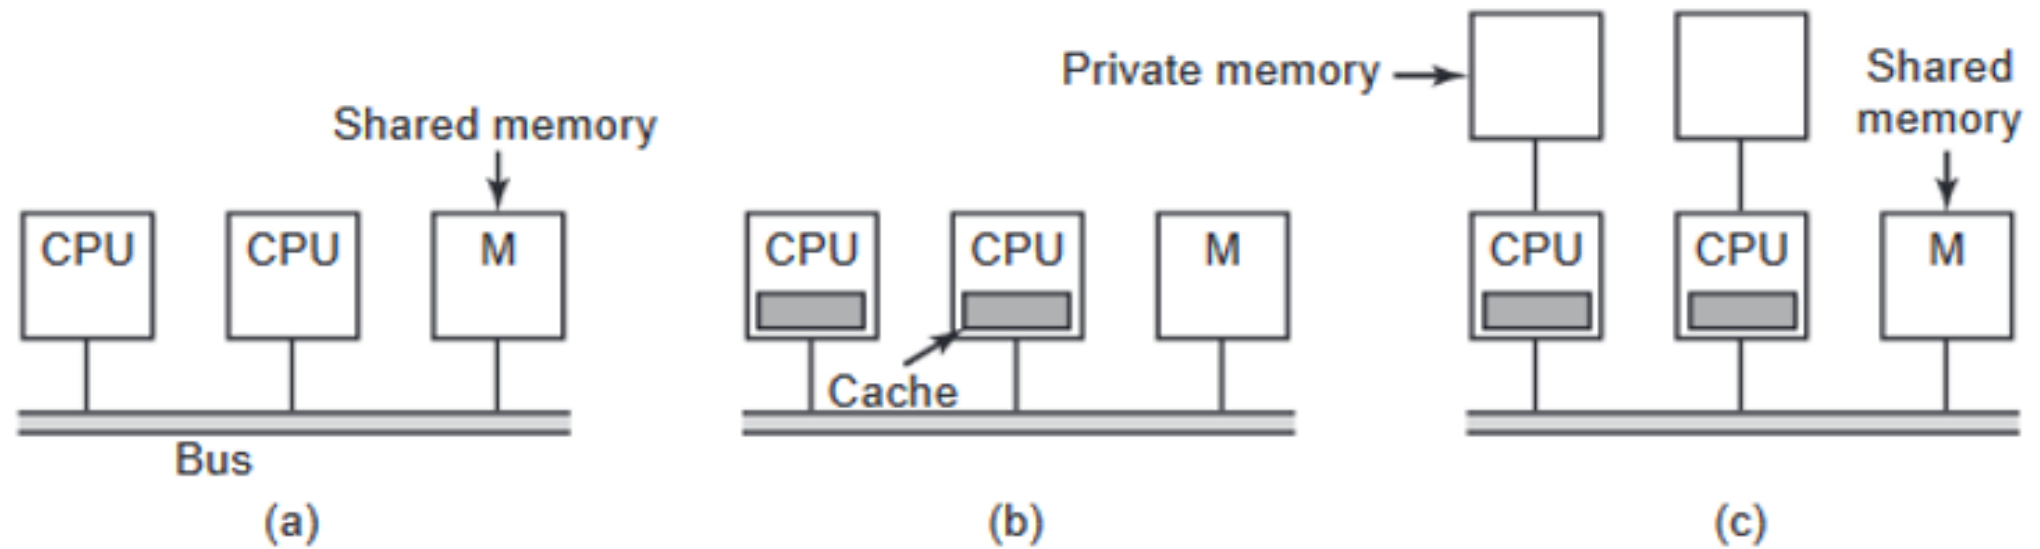 Shared memory
CPU
CPU
M
Bus
(a)
CPU
CPU
M
Cache
(b)
Private memory
Shared
memory
CPU
CPU
M
(c)